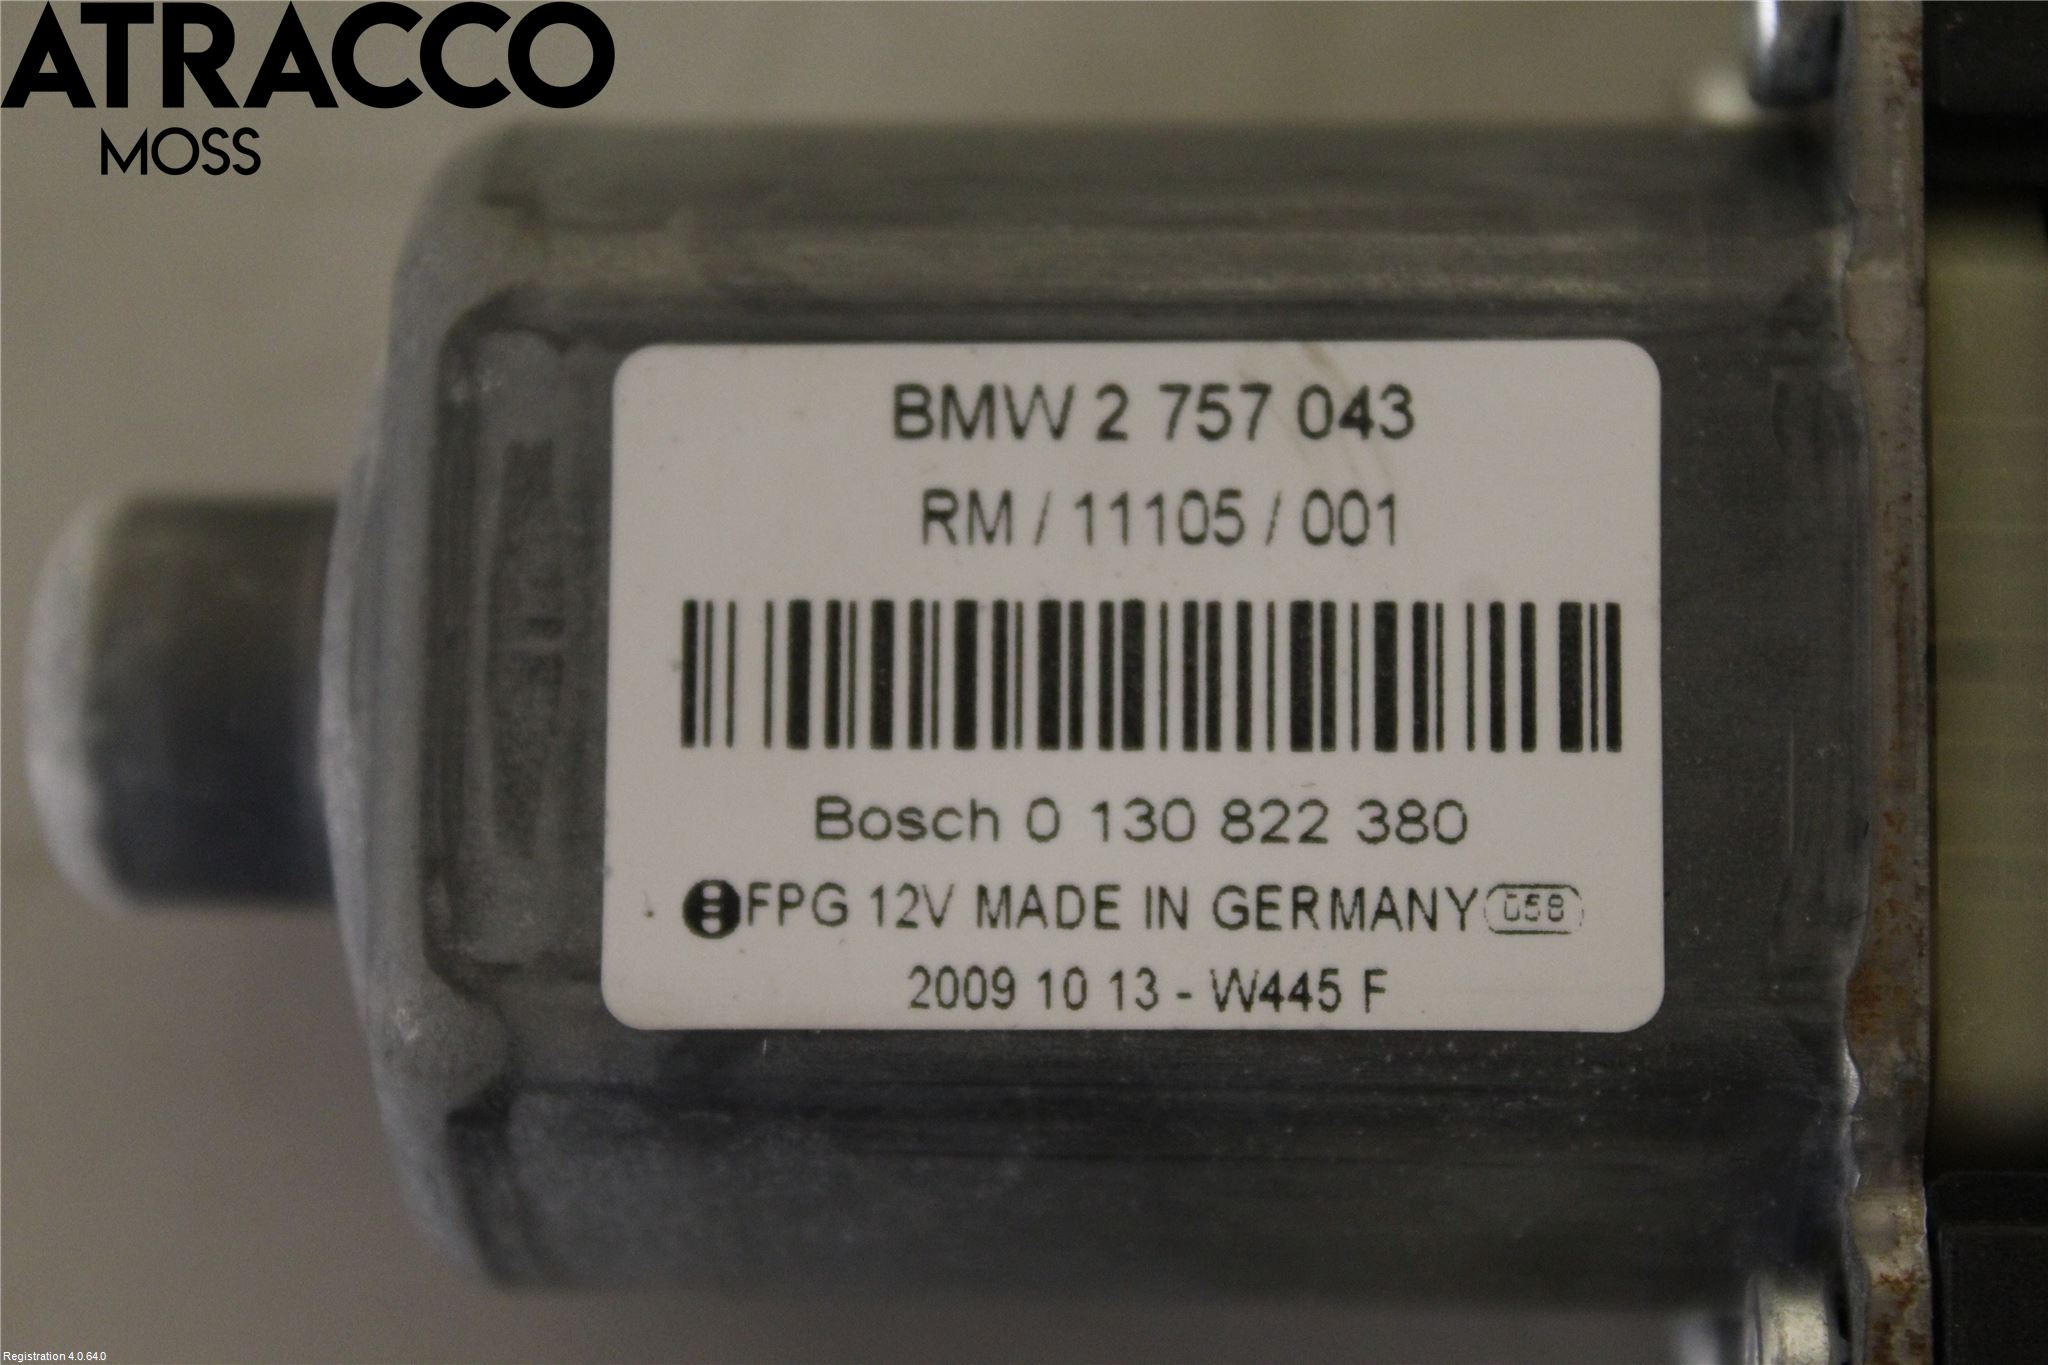 ATRACCO
MOSS
BMW 2 757 043
RM / 11105 / 001
Bosch 0 130 822 380
FPG 12V MADE IN GERMANY 058
2009 10 13 - W445 F
Registration 4.0.64.0